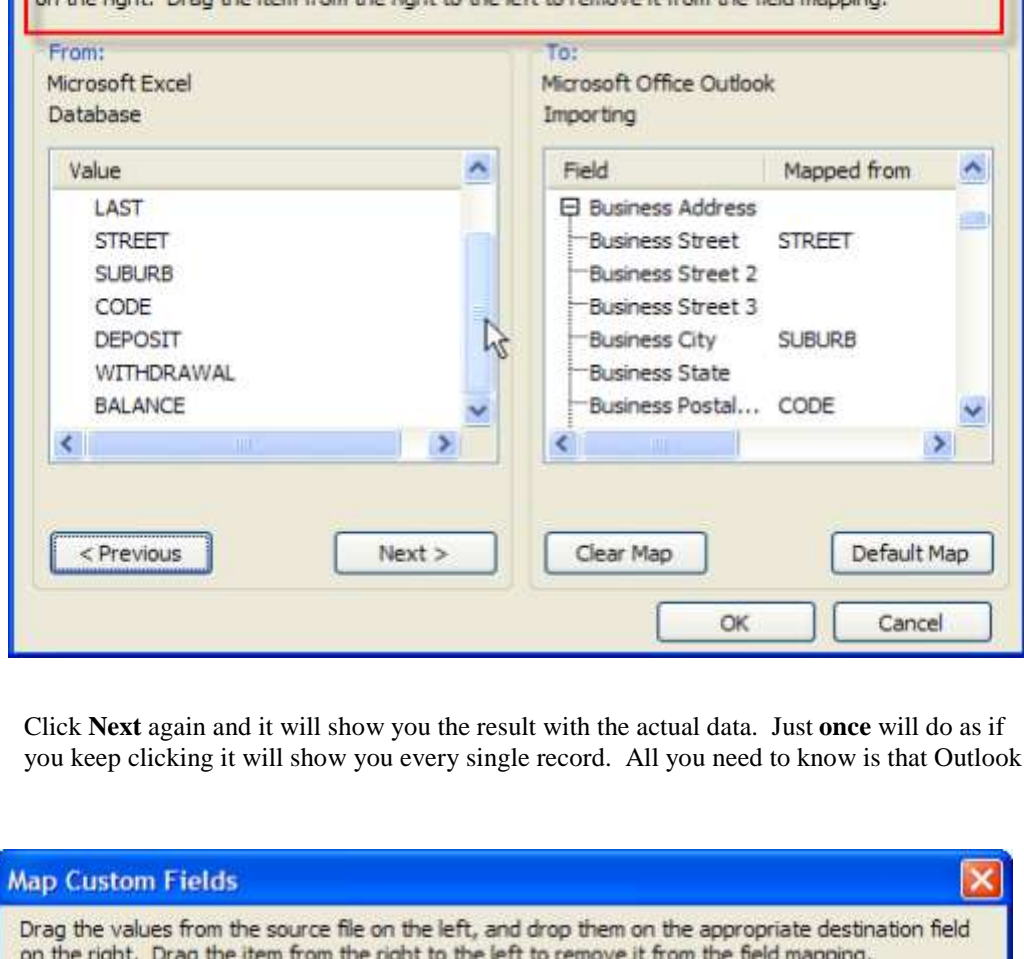 on the right. Drag the item from the right to the left to remove it from the field mapping.
From: To:
Microsoft Excel Microsoft Office Outlook
Database Importing
Value Field Mapped from
LAST Business Address
STREET Business Street STREET
SUBURB Business Street 2
CODE Business Street 3
DEPOSIT Business City SUBURB
WITHDRAWAL Business State
BALANCE Business Postal... CODE
< Previous Next > Clear Map Default Map
OK Cancel
Click Next again and it will show you the result with the actual data. Just once will do as if
you keep clicking it will show you every single record. All you need to know is that Outlook
Map Custom Fields
Drag the values from the source file on the left, and drop them on the appropriate destination field
on the right. Drag the item from the right to the left to remove it from the field mapping.